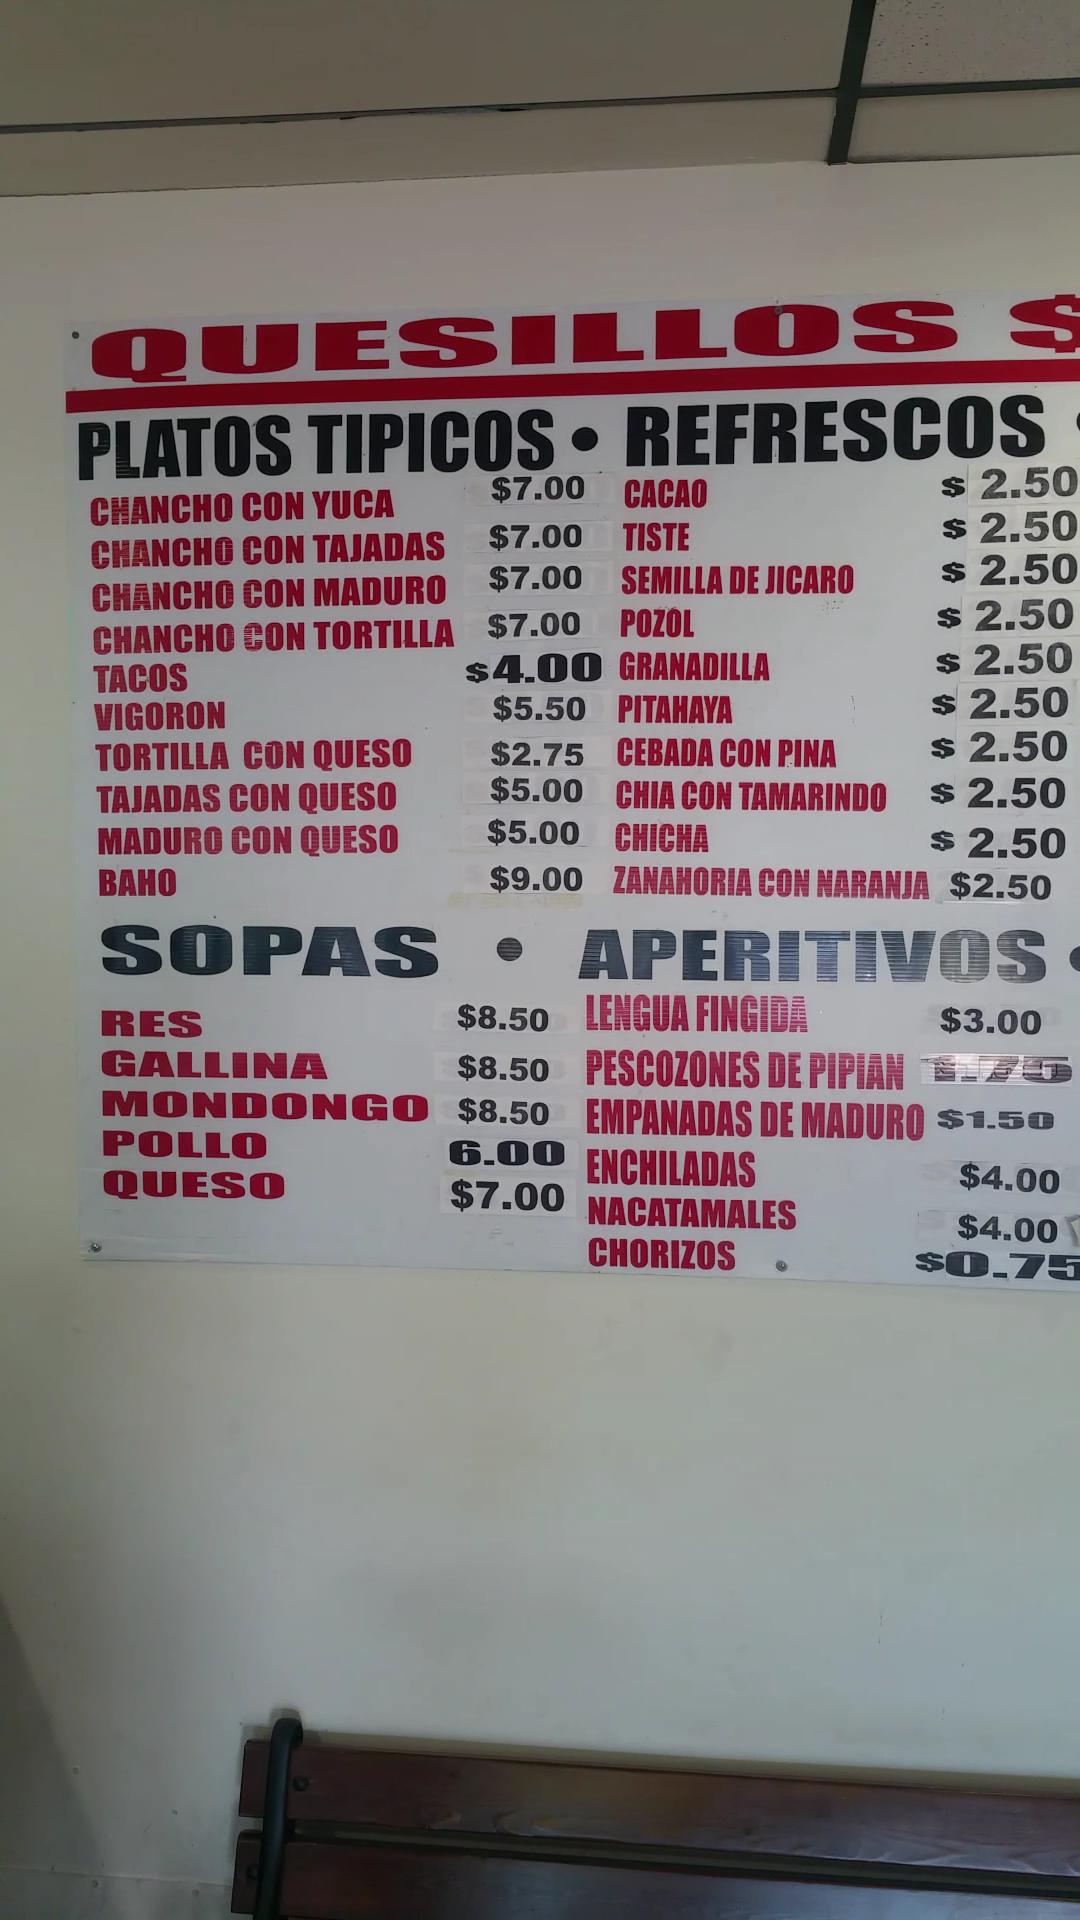 QUESILLOS $
PLATOS TIPICOS • REFRESCOS •
CHANCHO CON YUCA $7.00
CHANCHO CON TAJADAS $7.00
CHANCHO CON MADURO $7.00
CHANCHO CON TORTILLA $7.00
TACOS $4.00
VIGORON $5.50
TORTILLA CON QUESO $2.75
TAJADAS CON QUESO $5.00
MADURO CON QUESO $5.00
BAHO $9.00
CACAO $ 2.50
TISTE $ 2.50
SEMILLA DE JICARO $ 2.50
POZOL $ 2.50
GRANADILLA $ 2.50
PITAHAYA $ 2.50
CEBADA CON PINA $ 2.50
CHIA CON TAMARINDO $ 2.50
CHICHA $ 2.50
ZANAHORIA CON NARANJA $2.50
SOPAS • APERITIVOS •
RES $8.50
GALLINA $8.50
MONDONGO $8.50
POLLO 6.00
QUESO $7.00
LENGUA FINGIDA $3.00
PESCOZONES DE PIPIAN 1.75
EMPANADAS DE MADURO $1.50
ENCHILADAS $4.00
NACATAMALES $4.00
CHORIZOS $0.75